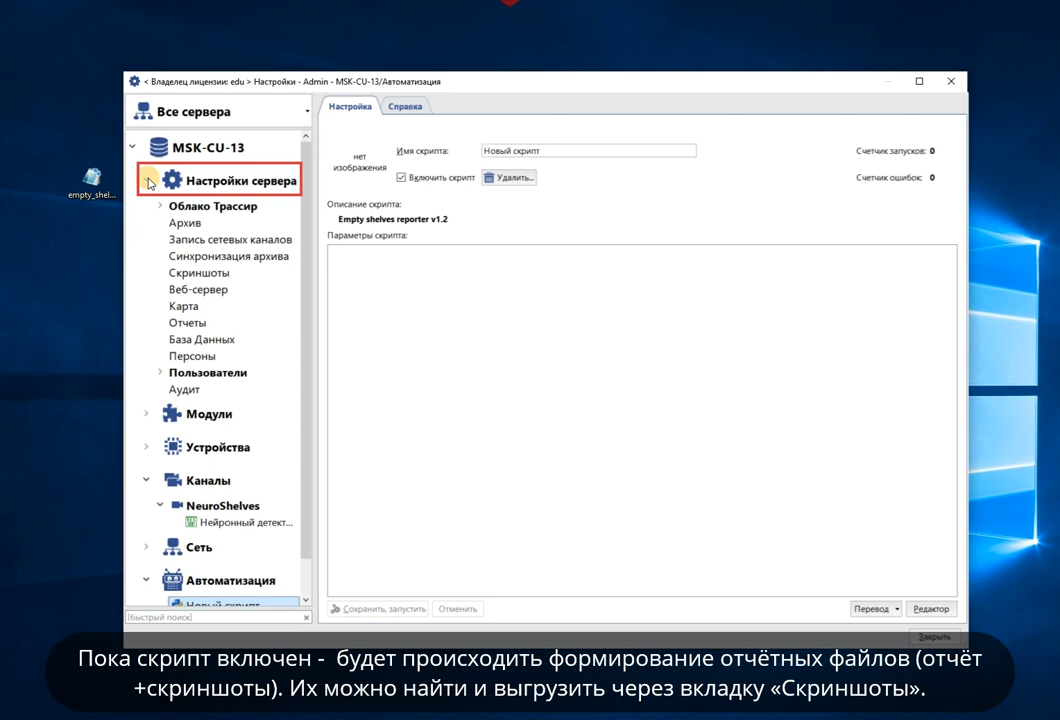 < Владелец лицензии: edu > Настройки - Admin - MSK-CU-13/Автоматизация
Все сервера
MSK-CU-13
Настройки сервера
Облако Трассир
Архив
Запись сетевых каналов
Синхронизация архива
Скриншоты
Веб-сервер
Карта
Отчеты
База Данных
Персоны
Пользователи
Аудит
Модули
Устройства
Каналы
NeuroShelves
Нейронный детект...
Сеть
Автоматизация
Новый скрипт
[быстрый поиск]
empty_shel...
Настройка
Справка
нет
изображения
Имя скрипта:
Новый скрипт
Счетчик запусков: 0
Включить скрипт
Удалить...
Счетчик ошибок: 0
Описание скрипта:
Empty shelves reporter v1.2
Параметры скрипта:
Сохранить, запустить
Отменить
Перевод
Редактор
Закрыть
Пока скрипт включен - будет происходить формирование отчётных файлов (отчёт
+скриншоты). Их можно найти и выгрузить через вкладку «Скриншоты».